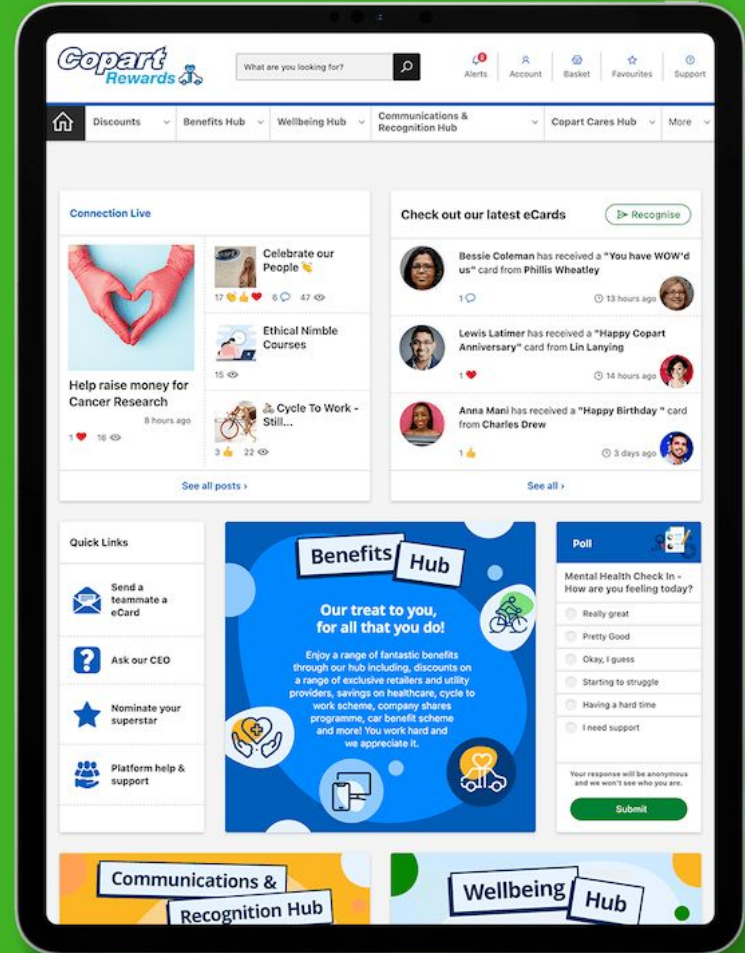 Copart
Rewards
What are you looking for?
2
Alerts
Account
Basket
Favourites
Support
Discounts
Benefits Hub
Wellbeing Hub
Communications &
Recognition Hub
Copart Cares Hub
More
Connection Live
Help raise money for
Cancer Research
8 hours ago
1
16
Celebrate our
People
17
6
47
Ethical Nimble
Courses
15
Cycle To Work -
Still...
3
22
See all posts ›
Check out our latest eCards
Recognise
Bessie Coleman has received a "You have WOW'd
us" card from Phillis Wheatley
1
13 hours ago
Lewis Latimer has received a "Happy Copart
Anniversary" card from Lin Lanying
1
14 hours ago
Anna Mani has received a "Happy Birthday " card
from Charles Drew
1
3 days ago
See all ›
Quick Links
Send a
teammate a
eCard
Ask our CEO
Nominate your
superstar
Platform help &
support
Benefits Hub
Our treat to you,
for all that you do!
Enjoy a range of fantastic benefits
through our hub including, discounts on
a range of exclusive retailers and utility
providers, savings on healthcare, cycle to
work scheme, company shares
programme, car benefit scheme
and more! You work hard and
we appreciate it.
Poll
Mental Health Check In -
How are you feeling today?
Really great
Pretty Good
Okay, I guess
Starting to struggle
Having a hard time
I need support
Your response will be anonymous
and we won't see who you are.
Submit
Communications &
Recognition Hub
Wellbeing Hub